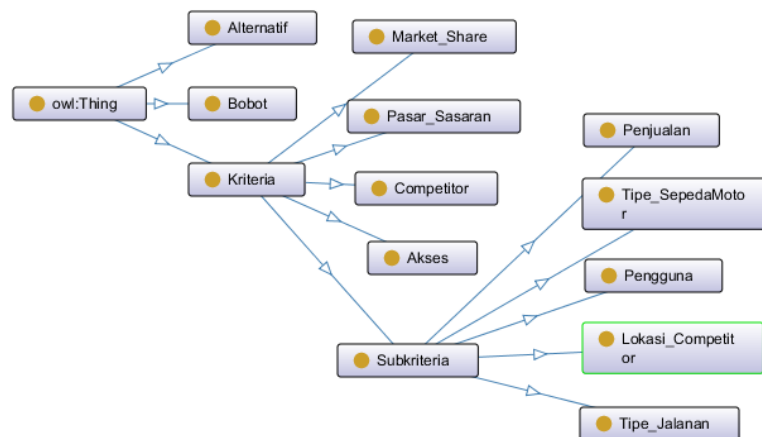 Alternatif
Market_Share
owl:Thing
Bobot
Pasar_Sasaran
Penjualan
Kriteria
Competitor
Tipe_SepedaMoto
r
Akses
Pengguna
Subkriteria
Lokasi_Competit
or
Tipe_Jalanan